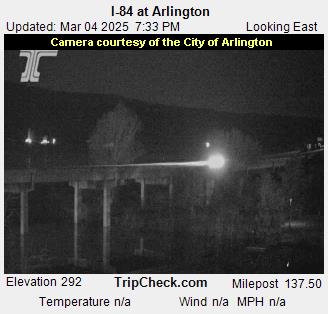 I-84 at Arlington
Updated: Mar 04 2025 7:33 PM Looking East
Camera courtesy of the City of Arlington
Elevation 292 TripCheck.com Milepost 137.50
Temperature n/a Wind n/a MPH n/a